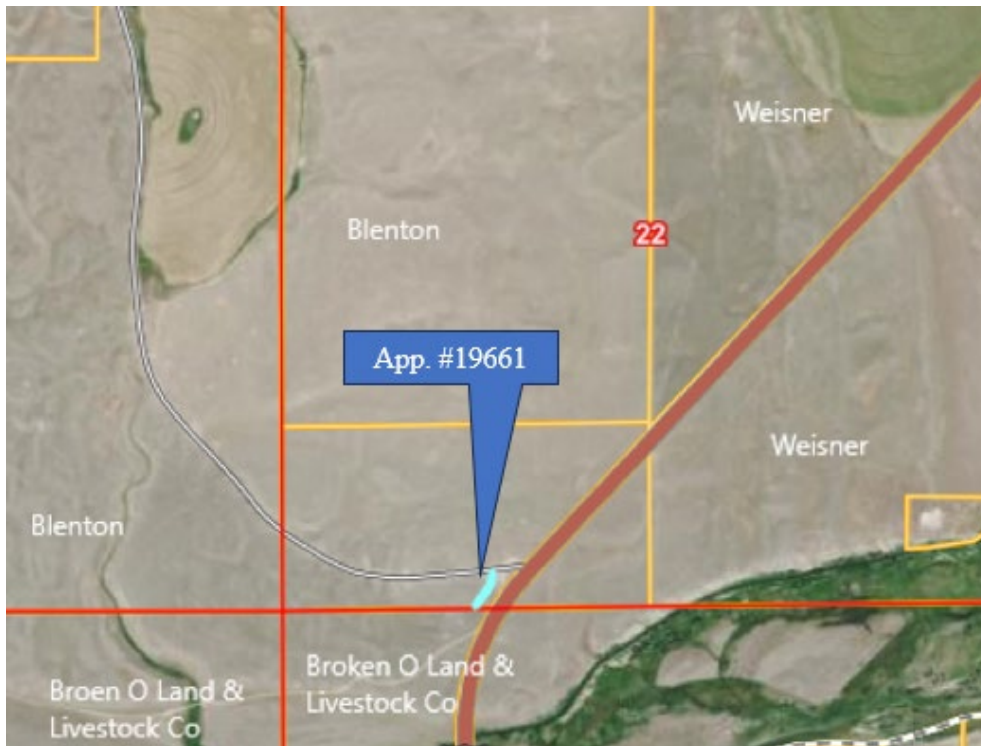 Weisner
Blenton
22
App. #19661
Weisner
Blenton
Broken O Land &
Livestock Co
Broen O Land &
Livestock Co